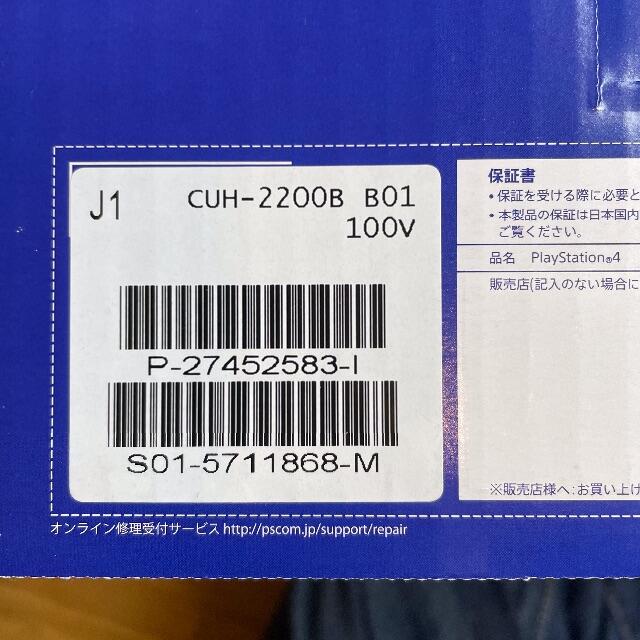 J1 CUH-2200B B01
100V
P-27452583-I
S01-5711868-M
保証書
• 保証を受ける際に必要と
• 本製品の保証は日本国内
ご覧ください。
品名 PlayStation®4
販売店(記入のない場合に
※販売店様へ:お買い上げ
オンライン修理受付サービス http://pscom.jp/support/repair